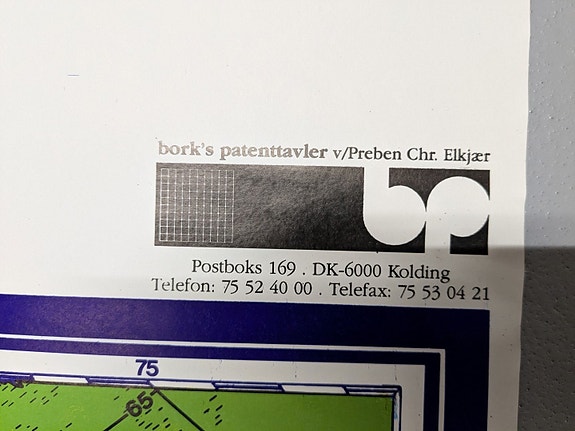 bork's patenttavler v/Preben Chr. Elkjær
bp
Postboks 169 . DK-6000 Kolding
Telefon: 75 52 40 00 . Telefax: 75 53 04 21
75
65